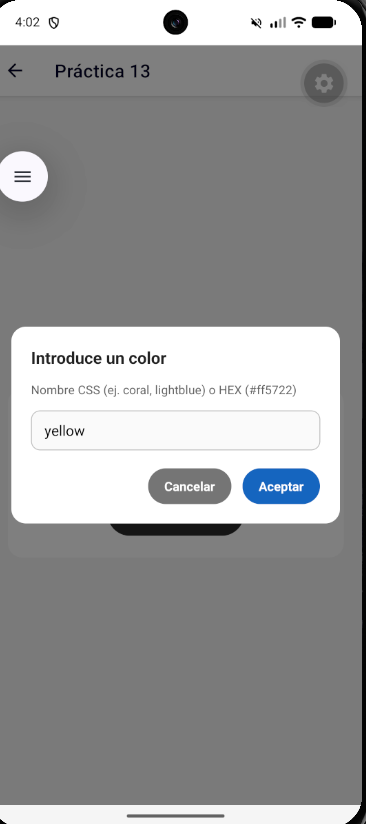 4:02
Práctica 13
Introduce un color
Nombre CSS (ej. coral, lightblue) o HEX (#ff5722)
yellow
Cancelar Aceptar